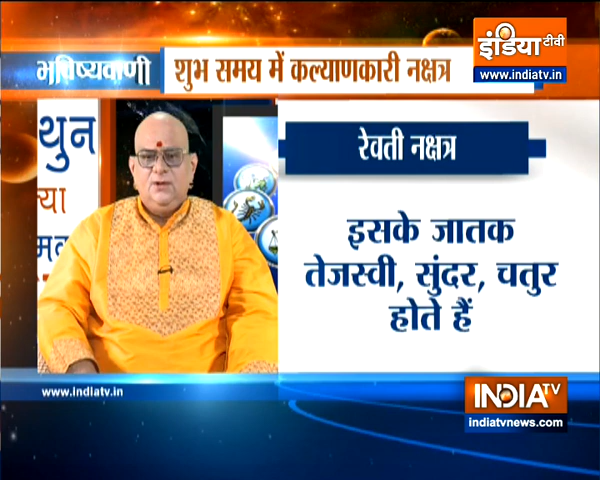 भविष्यवाणी
शुभ समय में कल्याणकारी नक्षत्र
इंडिया टीवी
www.indiatv.in
थुन
रेवती नक्षत्र
इसके जातक
तेजस्वी, सुंदर, चतुर
होते हैं
www.indiatv.in
INDIA TV
indiatvnews.com